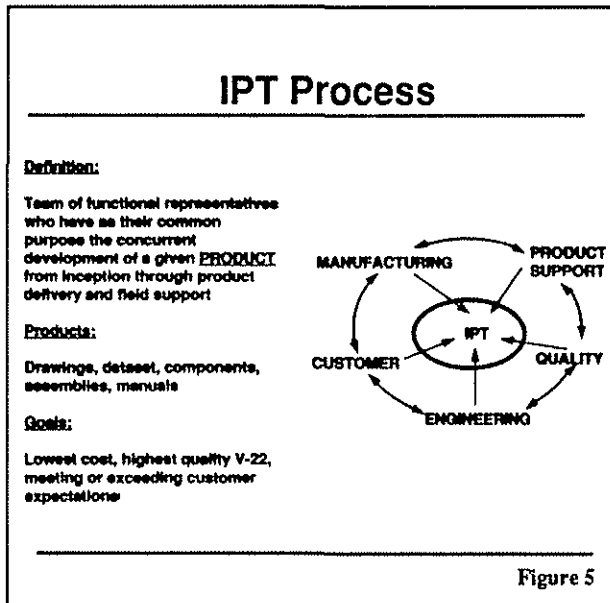 IPT Process
Definition:
Team of functional representatives
who have as their common
purpose the concurrent
development of a given PRODUCT
from inception through product
delivery and field support
Products:
Drawings, dataset, components,
assemblies, manuals
Goals:
Lowest cost, highest quality V-22,
meeting or exceeding customer
expectations
MANUFACTURING
PRODUCT
SUPPORT
IPT
CUSTOMER
QUALITY
ENGINEERING
Figure 5